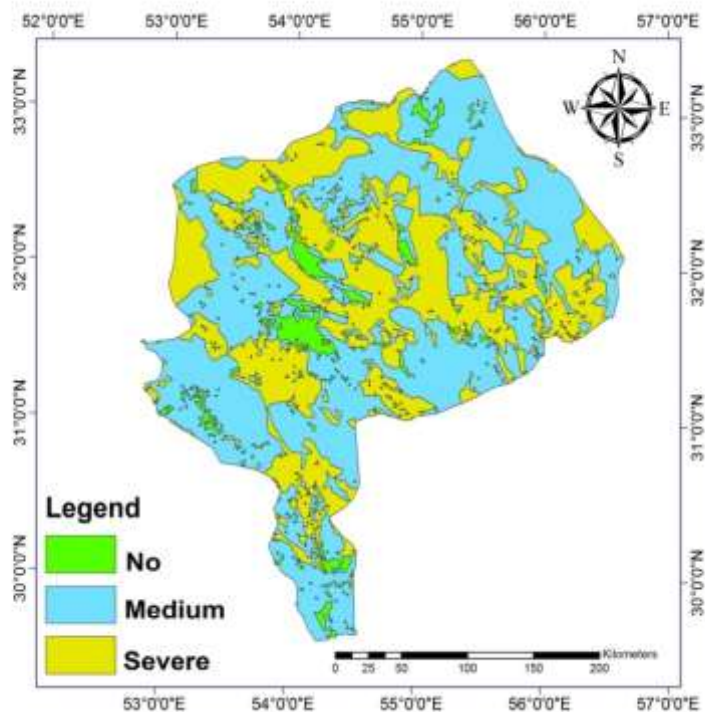 52°0'0"E 53°0'0"E 54°0'0"E 55°0'0"E 56°0'0"E 57°0'0"E
N
W E
S
33°0'0"N 33°0'0"N
32°0'0"N 32°0'0"N
31°0'0"N 31°0'0"N
30°0'0"N 30°0'0"N
Legend
No
Medium
Severe
Kilometers
0 25 50 100 150 200
53°0'0"E 54°0'0"E 55°0'0"E 56°0'0"E 57°0'0"E